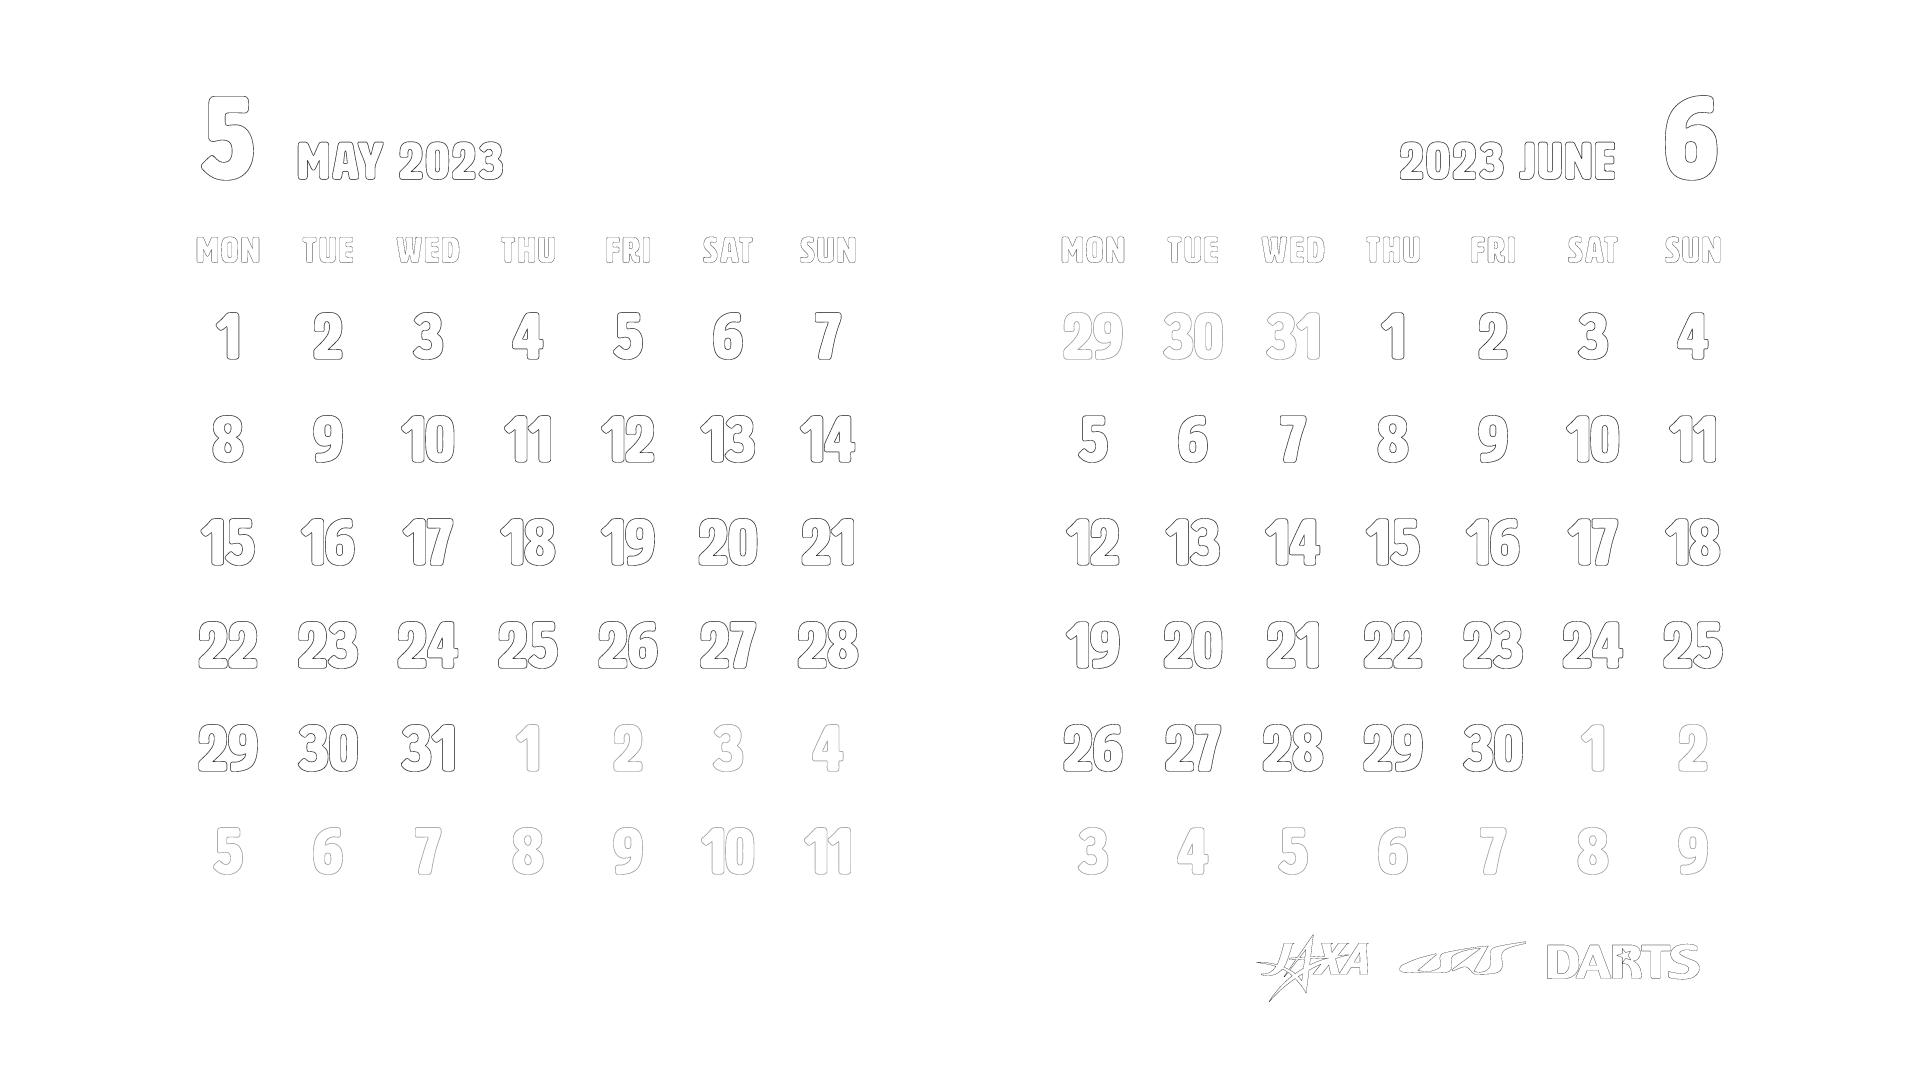 5 MAY 2023
MON TUE WED THU FRI SAT SUN
1 2 3 4 5 6 7
8 9 10 11 12 13 14
15 16 17 18 19 20 21
22 23 24 25 26 27 28
29 30 31 1 2 3 4
5 6 7 8 9 10 11
2023 JUNE 6
MON TUE WED THU FRI SAT SUN
29 30 31 1 2 3 4
5 6 7 8 9 10 11
12 13 14 15 16 17 18
19 20 21 22 23 24 25
26 27 28 29 30 1 2
3 4 5 6 7 8 9
JAXA ISAS DARTS